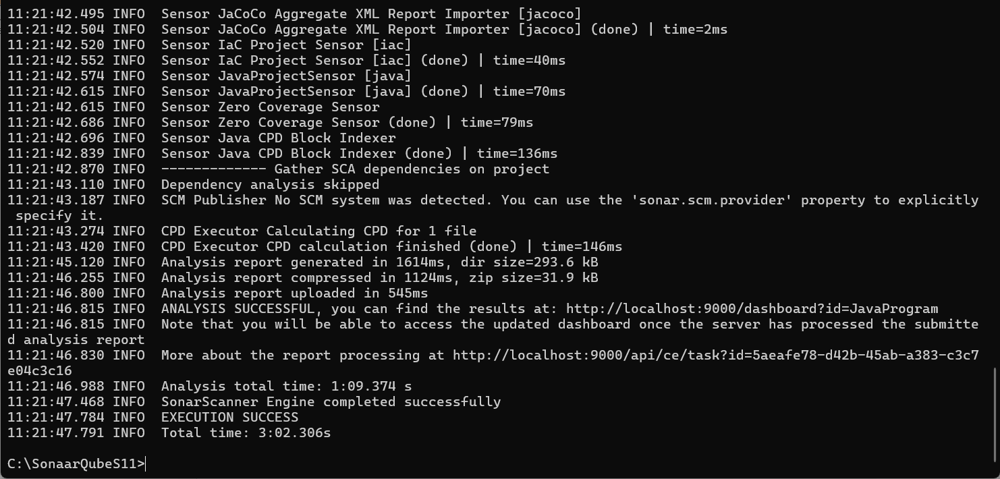 11:21:42.495 INFO  Sensor JaCoCo Aggregate XML Report Importer [jacoco]
11:21:42.504 INFO  Sensor JaCoCo Aggregate XML Report Importer [jacoco] (done) | time=2ms
11:21:42.520 INFO  Sensor IaC Project Sensor [iac]
11:21:42.552 INFO  Sensor IaC Project Sensor [iac] (done) | time=40ms
11:21:42.574 INFO  Sensor JavaProjectSensor [java]
11:21:42.615 INFO  Sensor JavaProjectSensor [java] (done) | time=70ms
11:21:42.615 INFO  Sensor Zero Coverage Sensor
11:21:42.686 INFO  Sensor Zero Coverage Sensor (done) | time=79ms
11:21:42.696 INFO  Sensor Java CPD Block Indexer
11:21:42.839 INFO  Sensor Java CPD Block Indexer (done) | time=136ms
11:21:42.870 INFO  ------------- Gather SCA dependencies on project
11:21:43.110 INFO  Dependency analysis skipped
11:21:43.187 INFO  SCM Publisher No SCM system was detected. You can use the 'sonar.scm.provider' property to explicitly
 specify it.
11:21:43.274 INFO  CPD Executor Calculating CPD for 1 file
11:21:43.420 INFO  CPD Executor CPD calculation finished (done) | time=146ms
11:21:45.120 INFO  Analysis report generated in 1614ms, dir size=293.6 kB
11:21:46.255 INFO  Analysis report compressed in 1124ms, zip size=31.9 kB
11:21:46.800 INFO  Analysis report uploaded in 545ms
11:21:46.815 INFO  ANALYSIS SUCCESSFUL, you can find the results at: http://localhost:9000/dashboard?id=JavaProgram
11:21:46.815 INFO  Note that you will be able to access the updated dashboard once the server has processed the submitte
d analysis report
11:21:46.830 INFO  More about the report processing at http://localhost:9000/api/ce/task?id=5aeafe78-d42b-45ab-a383-c3c7
e04c3c16
11:21:46.988 INFO  Analysis total time: 1:09.374 s
11:21:47.468 INFO  SonarScanner Engine completed successfully
11:21:47.784 INFO  EXECUTION SUCCESS
11:21:47.791 INFO  Total time: 3:02.306s
C:\SonaarQubeS11>